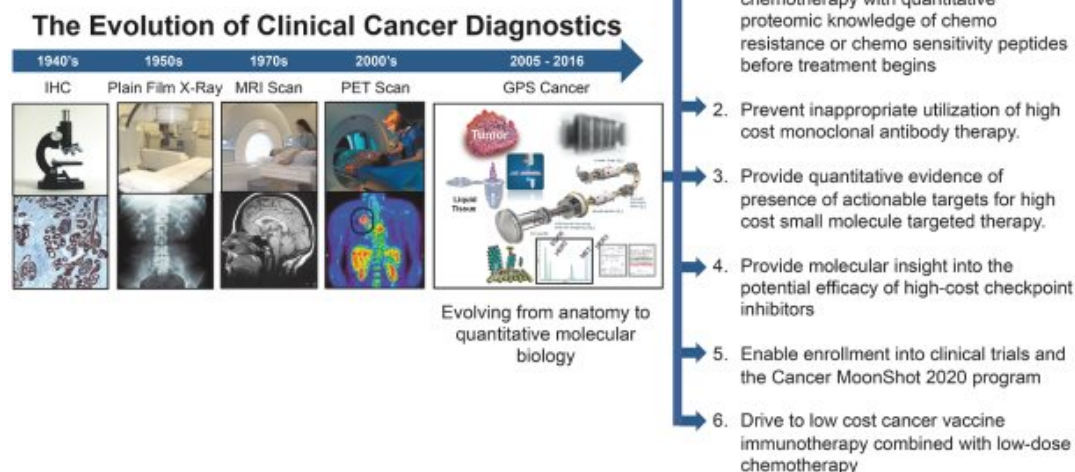 The Evolution of Clinical Cancer Diagnostics
1940's 1950s 1970s 2000's 2005 - 2016
IHC Plain Film X-Ray MRI Scan PET Scan GPS Cancer
Tumor
Liquid
Tissue
Evolving from anatomy to
quantitative molecular
biology
chemotherapy with quantitative
proteomic knowledge of chemo
resistance or chemo sensitivity peptides
before treatment begins
2. Prevent inappropriate utilization of high
cost monoclonal antibody therapy.
3. Provide quantitative evidence of
presence of actionable targets for high
cost small molecule targeted therapy.
4. Provide molecular insight into the
potential efficacy of high-cost checkpoint
inhibitors
5. Enable enrollment into clinical trials and
the Cancer MoonShot 2020 program
6. Drive to low cost cancer vaccine
immunotherapy combined with low-dose
chemotherapy